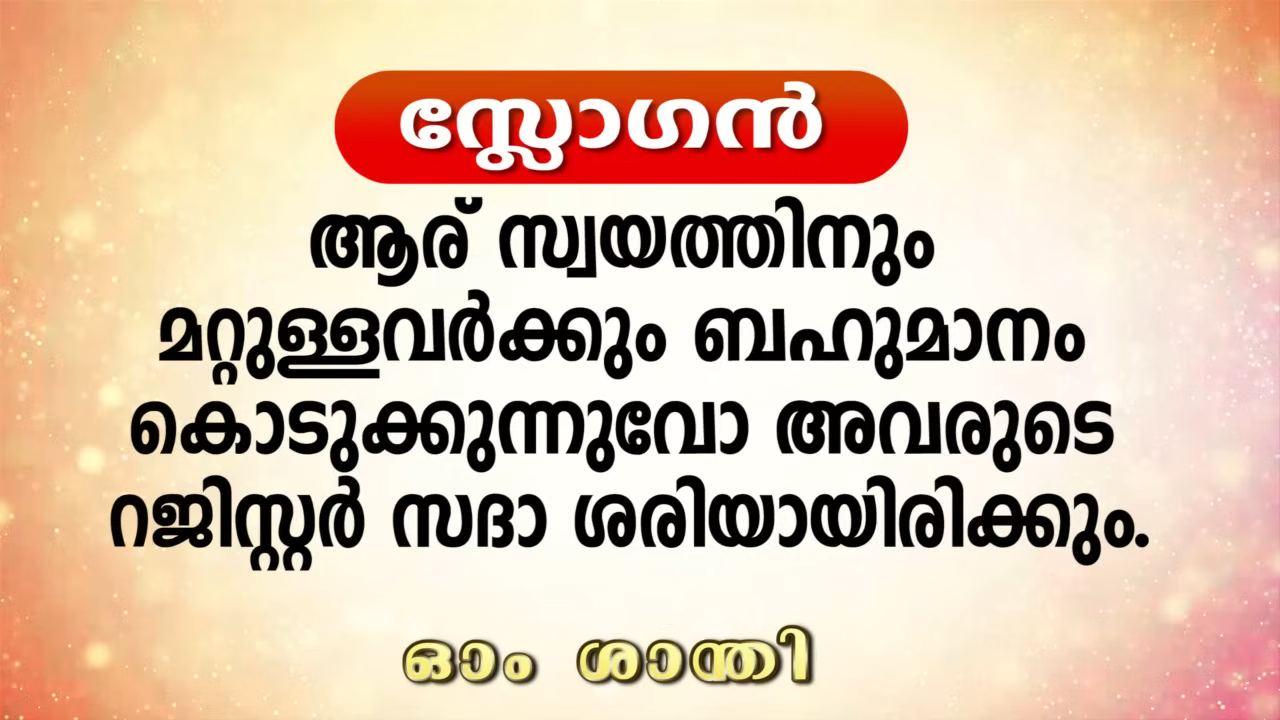 സ്ലോഗൻ
ആര് സ്വയത്തിനും
മറ്റുള്ളവർക്കും ബഹുമാനം
കൊടുക്കുന്നുവോ അവരുടെ
റജിസ്റ്റർ സദാ ശരിയായിരിക്കും.
ഓം ശാന്തി